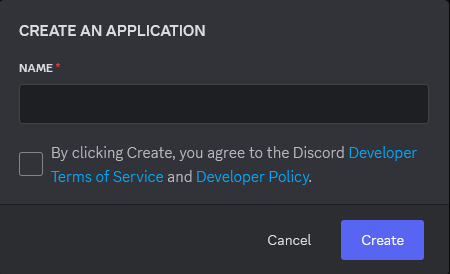 CREATE AN APPLICATION
NAME *
By clicking Create, you agree to the Discord Developer
Terms of Service and Developer Policy.
Cancel Create